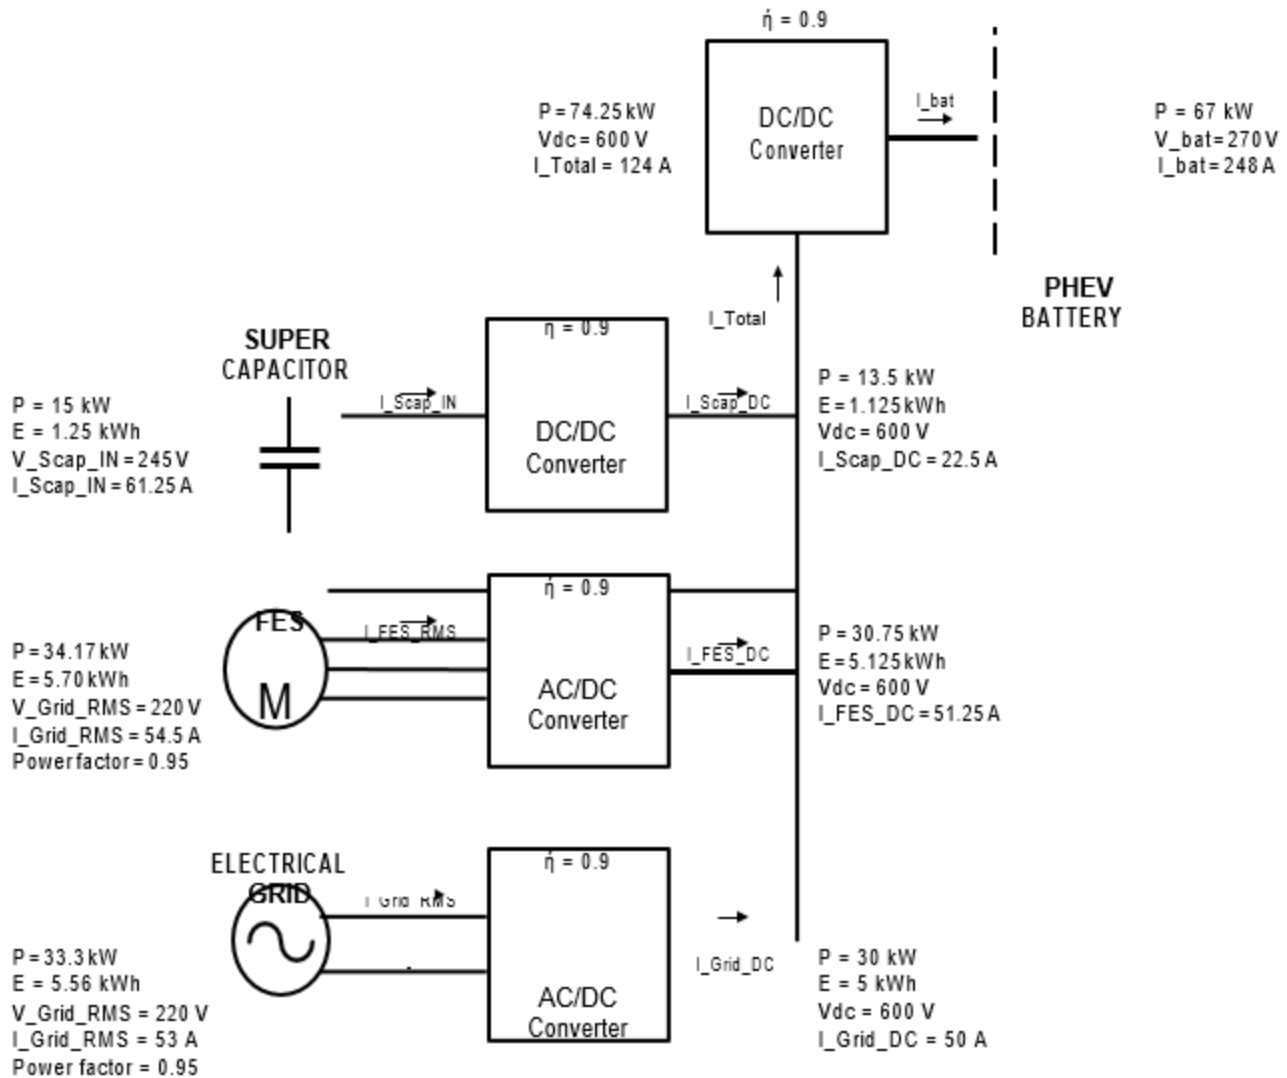 ή = 0.9
DC/DC
Converter
P = 74.25 kW
Vdc = 600 V
I_Total = 124 A
I_bat
P = 67 kW
V_bat = 270 V
I_bat = 248 A
PHEV
BATTERY
I_Total
SUPER
CAPACITOR
P = 15 kW
E = 1.25 kWh
V_Scap_IN = 245 V
I_Scap_IN = 61.25 A
I_Scap_IN
η = 0.9
DC/DC
Converter
I_Scap_DC
P = 13.5 kW
E = 1.125 kWh
Vdc = 600 V
I_Scap_DC = 22.5 A
FES
M
P = 34.17 kW
E = 5.70 kWh
V_Grid_RMS = 220 V
I_Grid_RMS = 54.5 A
Power factor = 0.95
I_FES_RMS
ή = 0.9
AC/DC
Converter
I_FES_DC
P = 30.75 kW
E = 5.125 kWh
Vdc = 600 V
I_FES_DC = 51.25 A
ELECTRICAL
GRID
P = 33.3 kW
E = 5.56 kWh
V_Grid_RMS = 220 V
I_Grid_RMS = 53 A
Power factor = 0.95
I_Grid_RMS
ή = 0.9
AC/DC
Converter
I_Grid_DC
P = 30 kW
E = 5 kWh
Vdc = 600 V
I_Grid_DC = 50 A